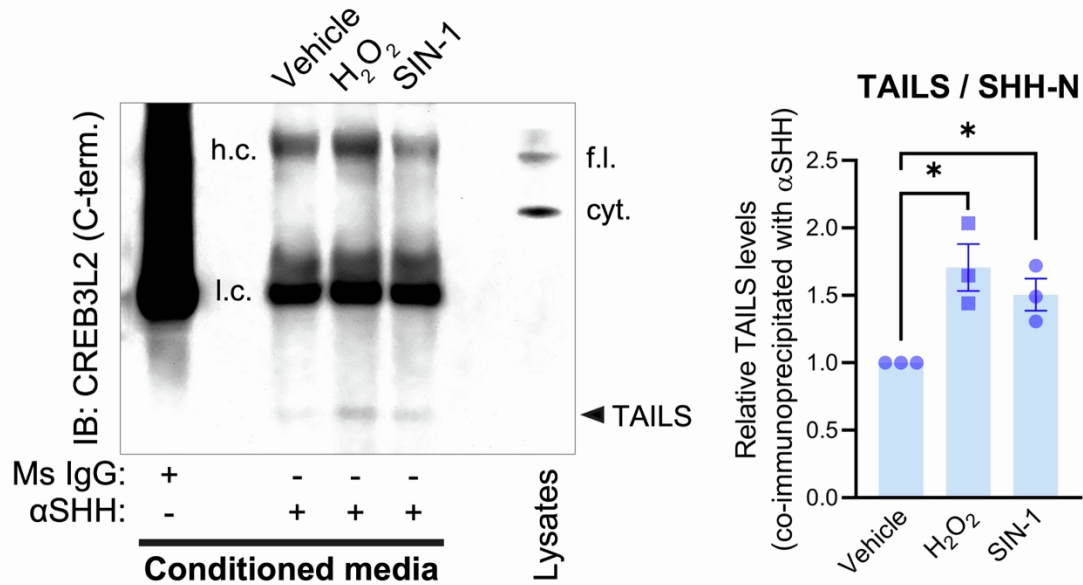 Vehicle
H₂O₂
SIN-1
IB: CREB3L2 (C-term.)
h.c.
l.c.
f.l.
cyt.
TAILS
Ms IgG: + - - -
αSHH: - + + +
Conditioned media
Lysates
TAILS / SHH-N
*
*
Relative TAILS levels
(co-immunoprecipitated with αSHH)
2.5
2.0
1.5
1.0
0.5
0.0
Vehicle
H₂O₂
SIN-1